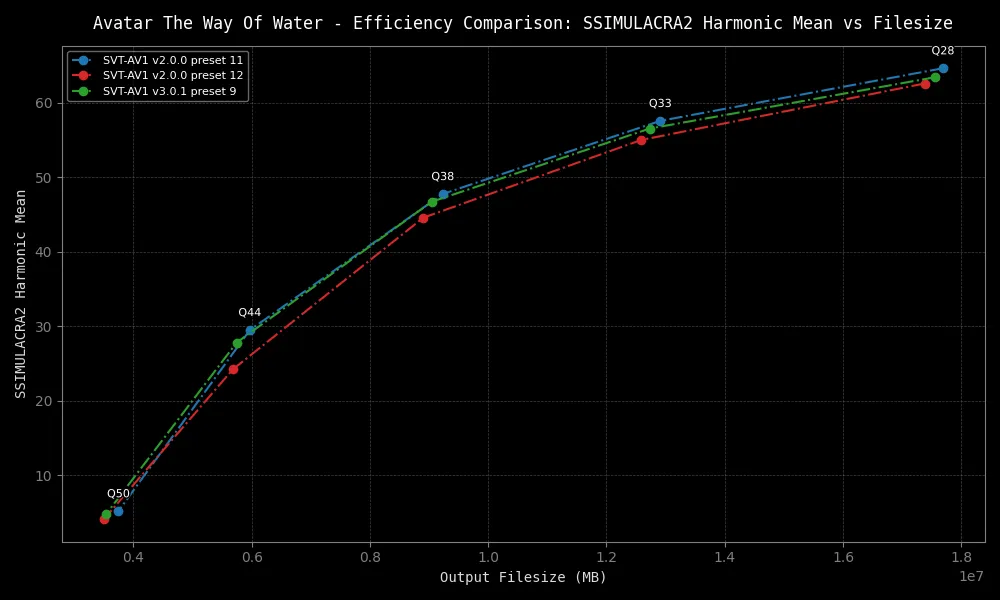 Avatar The Way Of Water - Efficiency Comparison: SSIMULACRA2 Harmonic Mean vs Filesize
SVT-AV1 v2.0.0 preset 11
SVT-AV1 v2.0.0 preset 12
SVT-AV1 v3.0.1 preset 9
Q28
Q33
Q38
Q44
Q50
SSIMULACRA2 Harmonic Mean
60
50
40
30
20
10
0.4 0.6 0.8 1.0 1.2 1.4 1.6 1.8
1e7
Output Filesize (MB)